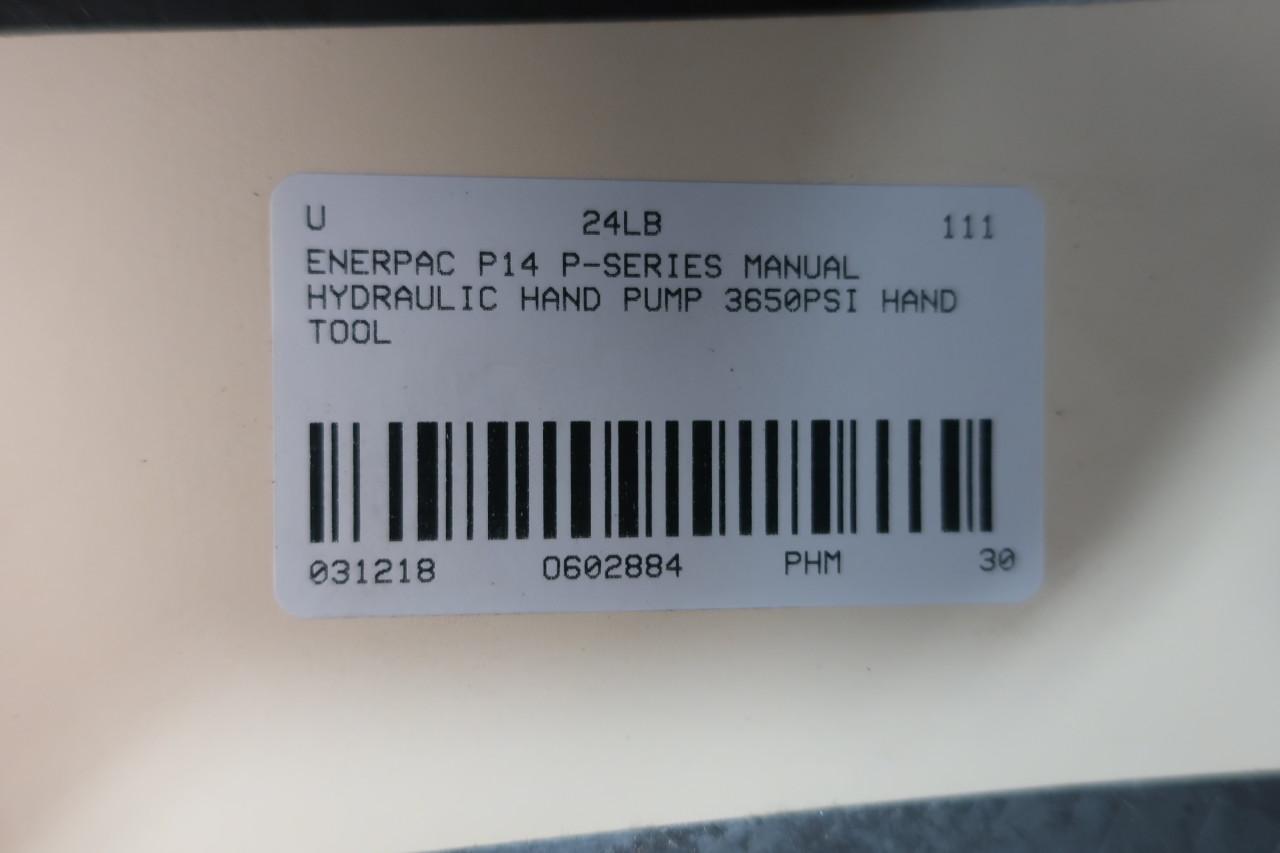 U 24LB 111
ENERPAC P14 P-SERIES MANUAL
HYDRAULIC HAND PUMP 3650PSI HAND
TOOL
031218 0602884 PHM 30